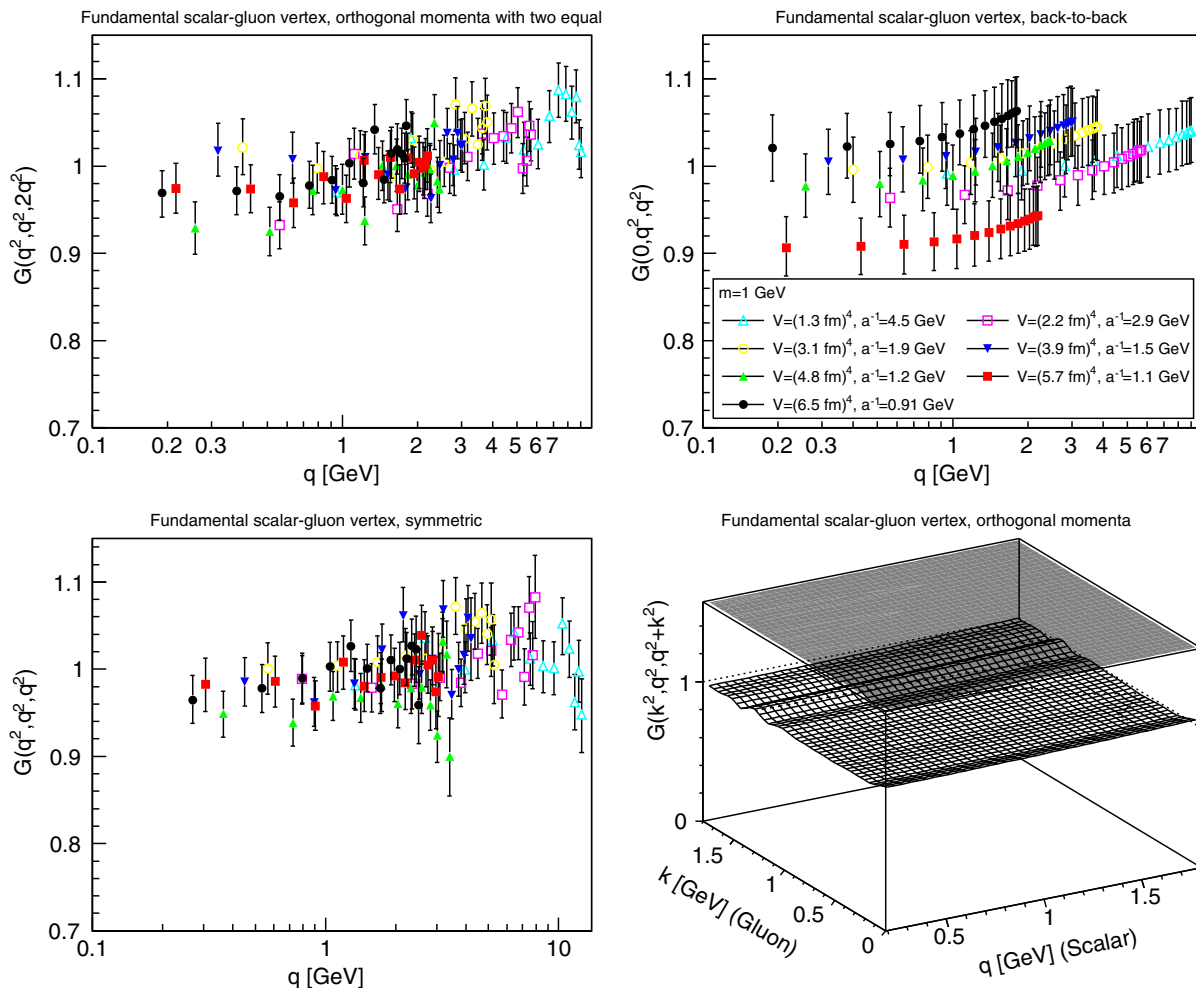 Fundamental scalar-gluon vertex, orthogonal momenta with two equal
G(q²,q²,2q²)
1.1
1
0.9
0.8
0.7
0.1
0.2
0.3
1
2
3
4
5
6
7
q [GeV]
Fundamental scalar-gluon vertex, back-to-back
G(0,q²,q²)
1.1
1
0.9
0.8
0.7
m=1 GeV
V=(1.3 fm)⁴, a⁻¹=4.5 GeV
V=(2.2 fm)⁴, a⁻¹=2.9 GeV
V=(3.1 fm)⁴, a⁻¹=1.9 GeV
V=(3.9 fm)⁴, a⁻¹=1.5 GeV
V=(4.8 fm)⁴, a⁻¹=1.2 GeV
V=(5.7 fm)⁴, a⁻¹=1.1 GeV
V=(6.5 fm)⁴, a⁻¹=0.91 GeV
0.1
0.2
0.3
1
2
3
4
5
6
7
q [GeV]
Fundamental scalar-gluon vertex, symmetric
G(q²,q²,q²)
1.1
1
0.9
0.8
0.7
0.1
1
10
q [GeV]
Fundamental scalar-gluon vertex, orthogonal momenta
G(k²,q²,q²+k²)
1
0
1.5
1
0.5
0
k [GeV] (Gluon)
0.5
1
1.5
q [GeV] (Scalar)